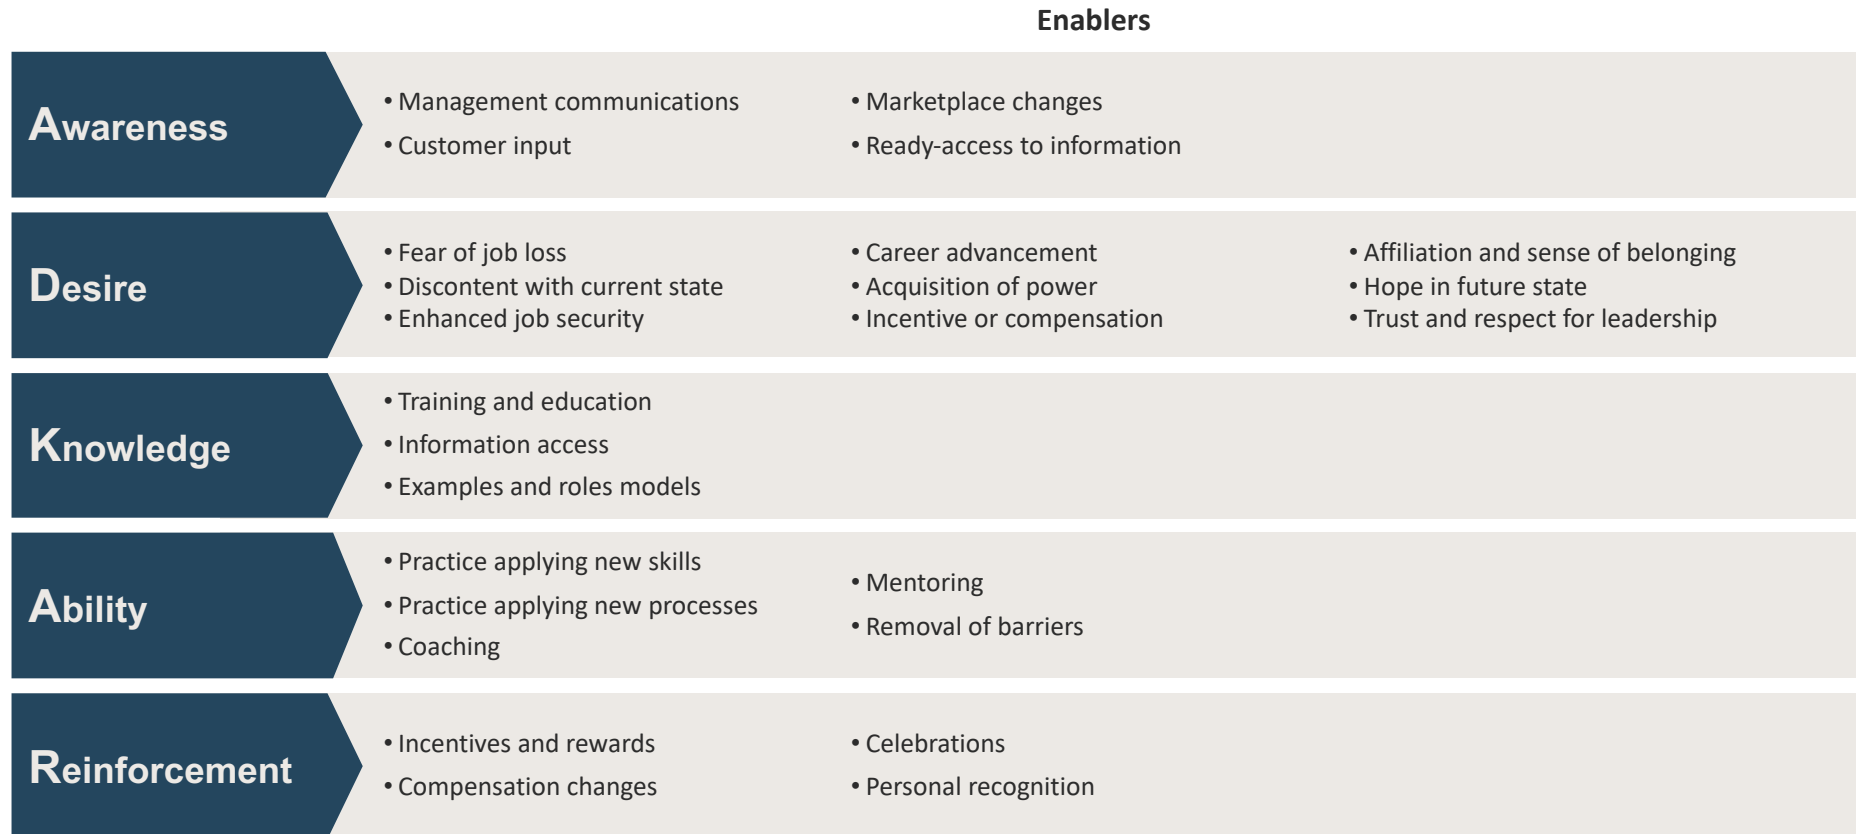 Enablers
Awareness
• Management communications
• Customer input
• Marketplace changes
• Ready-access to information
Desire
• Fear of job loss
• Discontent with current state
• Enhanced job security
• Career advancement
• Acquisition of power
• Incentive or compensation
• Affiliation and sense of belonging
• Hope in future state
• Trust and respect for leadership
Knowledge
• Training and education
• Information access
• Examples and roles models
Ability
• Practice applying new skills
• Practice applying new processes
• Coaching
• Mentoring
• Removal of barriers
Reinforcement
• Incentives and rewards
• Compensation changes
• Celebrations
• Personal recognition